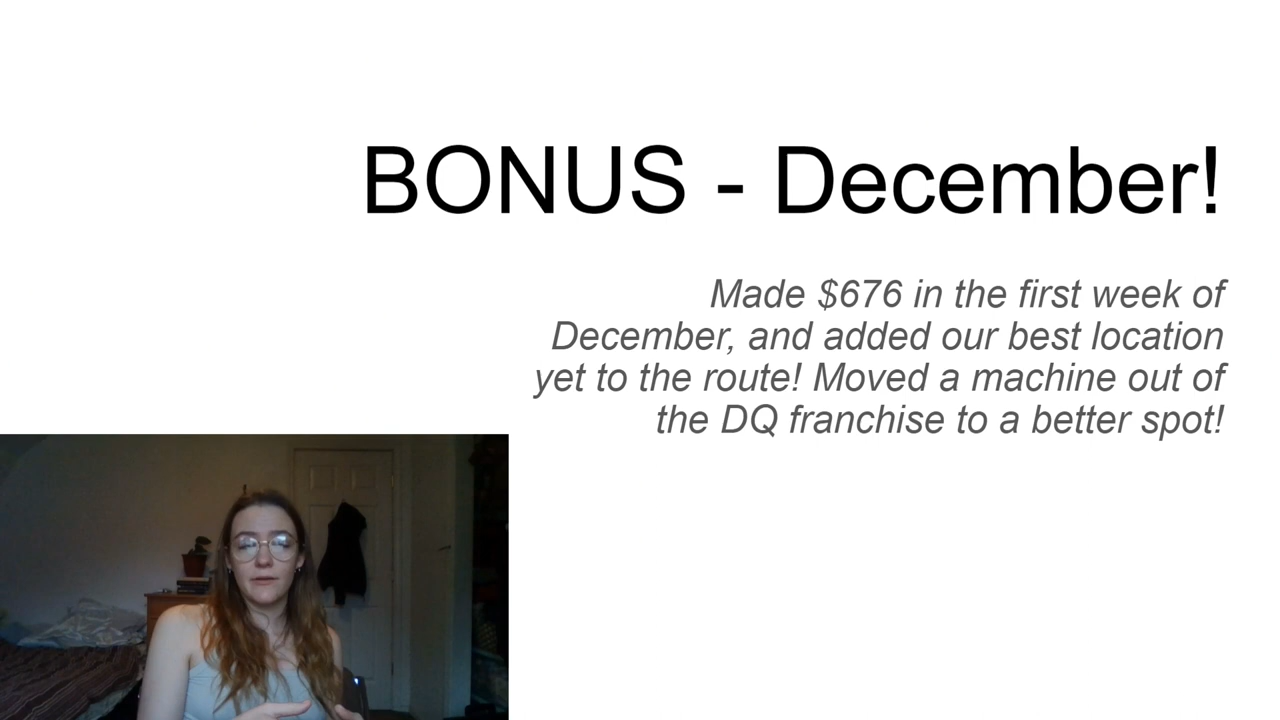 BONUS - December!
Made $676 in the first week of
December, and added our best location
yet to the route! Moved a machine out of
the DQ franchise to a better spot!